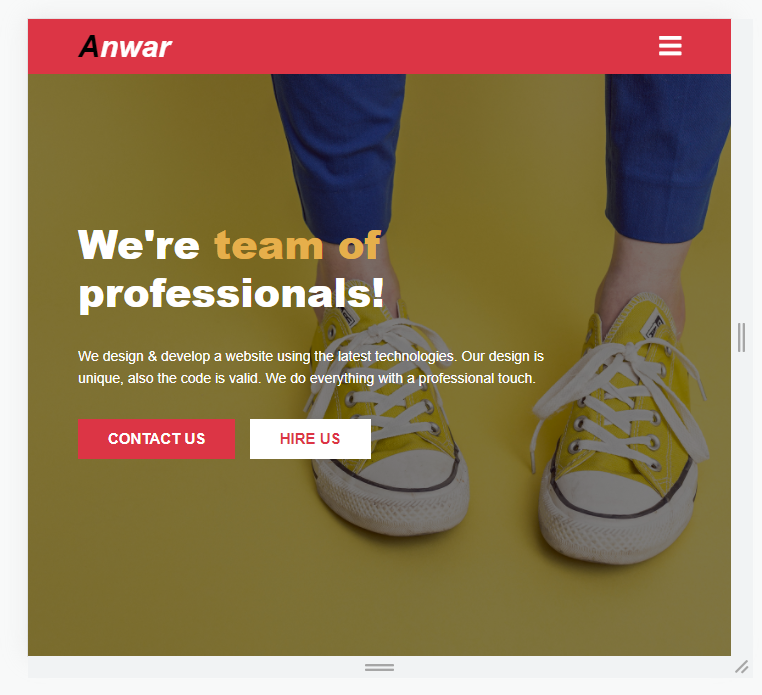 Anwar
We're team of
professionals!
We design & develop a website using the latest technologies. Our design is
unique, also the code is valid. We do everything with a professional touch.
CONTACT US
HIRE US